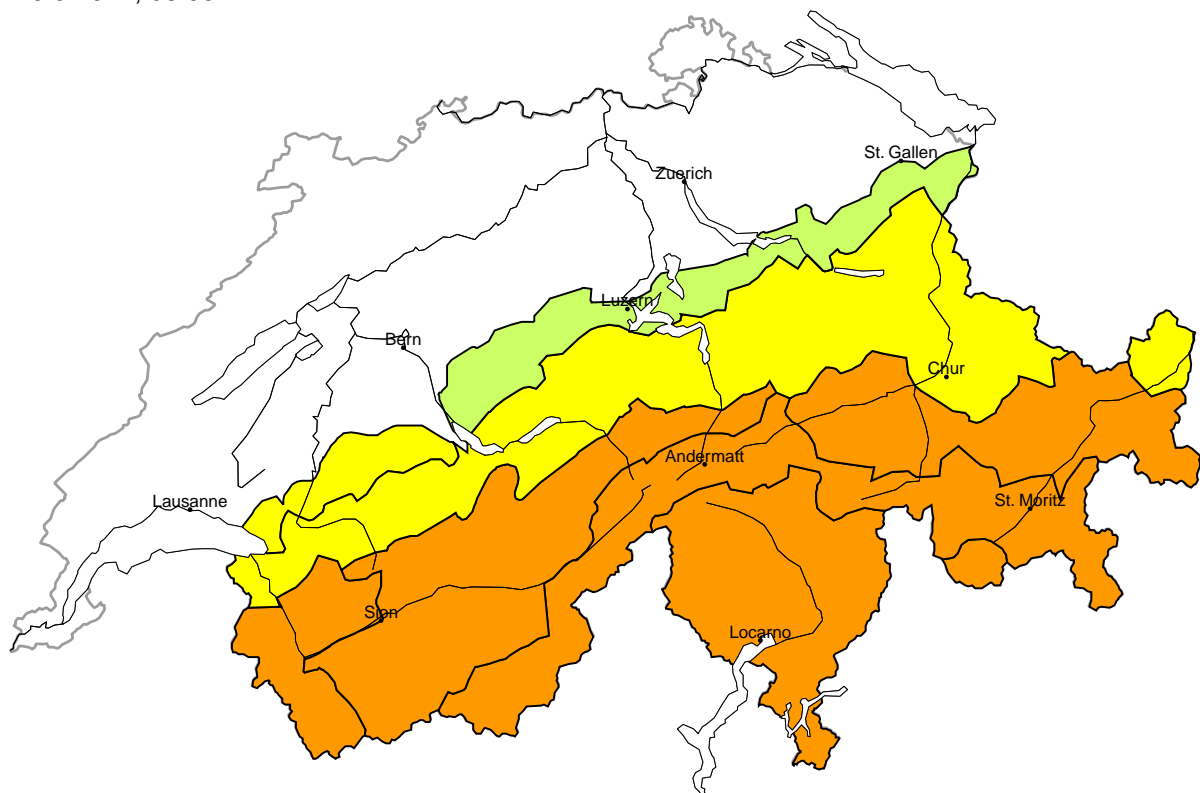 St. Gallen
Zuerich
Luzern
Bern
Chur
Andermatt
Lausanne
St. Moritz
Sion
Locarno